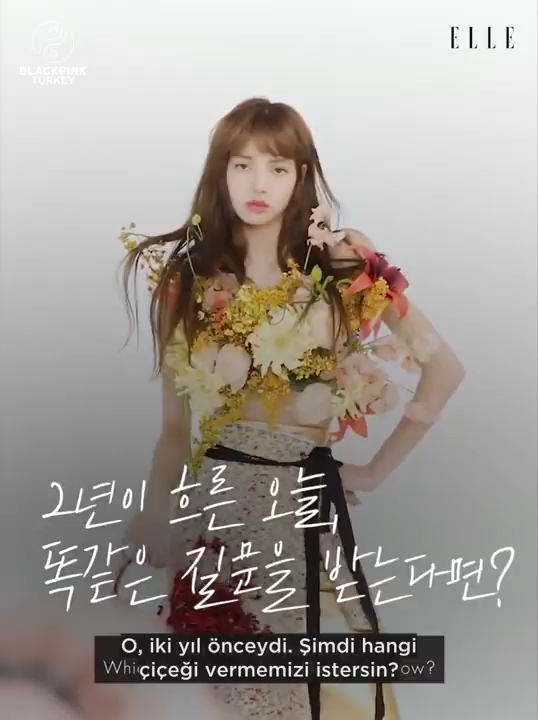 BLACKPINK
TURKEY
ELLE
2년이 흐른 오늘,
똑같은 질문을 받는다면?
O, iki yıl önceydi. Şimdi hangi
çiçeği vermemizi istersin?